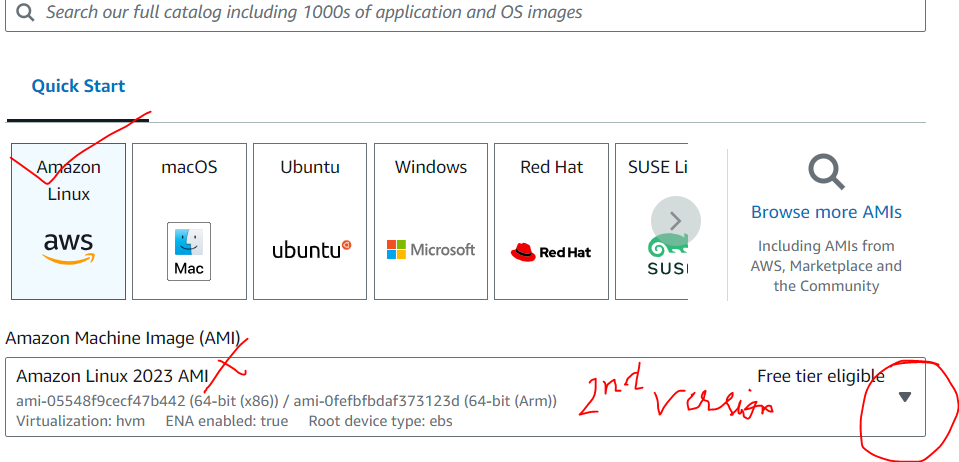 Search our full catalog including 1000s of application and OS images
Quick Start
Amazon Linux
aws
macOS
Mac
Ubuntu
ubuntu
Windows
Microsoft
Red Hat
Red Hat
SUSE Li
SUS
Browse more AMIs
Including AMIs from
AWS, Marketplace and
the Community
Amazon Machine Image (AMI)
Amazon Linux 2023 AMI
Free tier eligible
ami-05548f9cecf47b442 (64-bit (x86)) / ami-0fefbfbdaf373123d (64-bit (Arm))
Virtualization: hvm ENA enabled: true Root device type: ebs
2nd Version